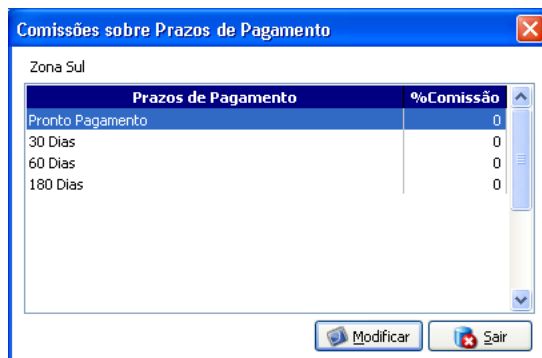 Comissões sobre Prazos de Pagamento
Zona Sul
Prazos de Pagamento %Comissão
Pronto Pagamento 0
30 Dias 0
60 Dias 0
180 Dias 0
Modificar Sair